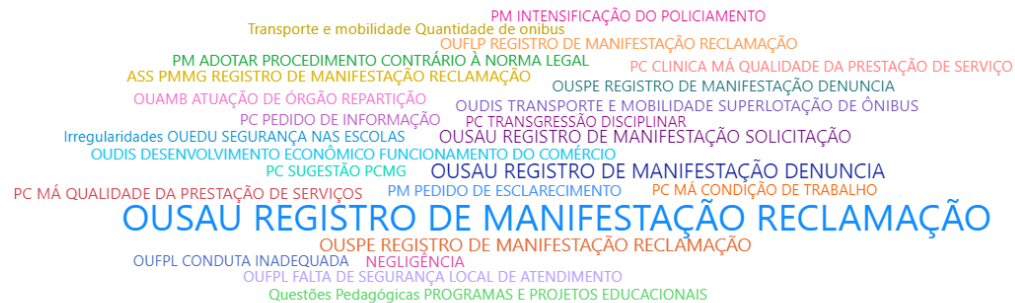 PM INTENSIFICAÇÃO DO POLICIAMENTO
Transporte e mobilidade Quantidade de onibus
OUFLP REGISTRO DE MANIFESTAÇÃO RECLAMAÇÃO
PM ADOTAR PROCEDIMENTO CONTRÁRIO À NORMA LEGAL
PC CLINICA MÁ QUALIDADE DA PRESTAÇÃO DE SERVIÇO
ASS PMMG REGISTRO DE MANIFESTAÇÃO RECLAMAÇÃO
OUSPE REGISTRO DE MANIFESTAÇÃO DENUNCIA
OUAMB ATUAÇÃO DE ÓRGÃO REPARTIÇÃO
OUDIS TRANSPORTE E MOBILIDADE SUPERLOTAÇÃO DE ÔNIBUS
PC PEDIDO DE INFORMAÇÃO
PC TRANSGRESSÃO DISCIPLINAR
Irregularidades OUEDU SEGURANÇA NAS ESCOLAS
OUSAU REGISTRO DE MANIFESTAÇÃO SOLICITAÇÃO
OUDIS DESENVOLVIMENTO ECONÔMICO FUNCIONAMENTO DO COMÉRCIO
PC SUGESTÃO PCMG
OUSAU REGISTRO DE MANIFESTAÇÃO DENUNCIA
PC MÁ QUALIDADE DA PRESTAÇÃO DE SERVIÇOS
PM PEDIDO DE ESCLARECIMENTO
PC MÁ CONDIÇÃO DE TRABALHO
OUSAU REGISTRO DE MANIFESTAÇÃO RECLAMAÇÃO
OUSPE REGISTRO DE MANIFESTAÇÃO RECLAMAÇÃO
OUFPL CONDUTA INADEQUADA
NEGLIGÊNCIA
OUFPL FALTA DE SEGURANÇA LOCAL DE ATENDIMENTO
Questões Pedagógicas PROGRAMAS E PROJETOS EDUCACIONAIS